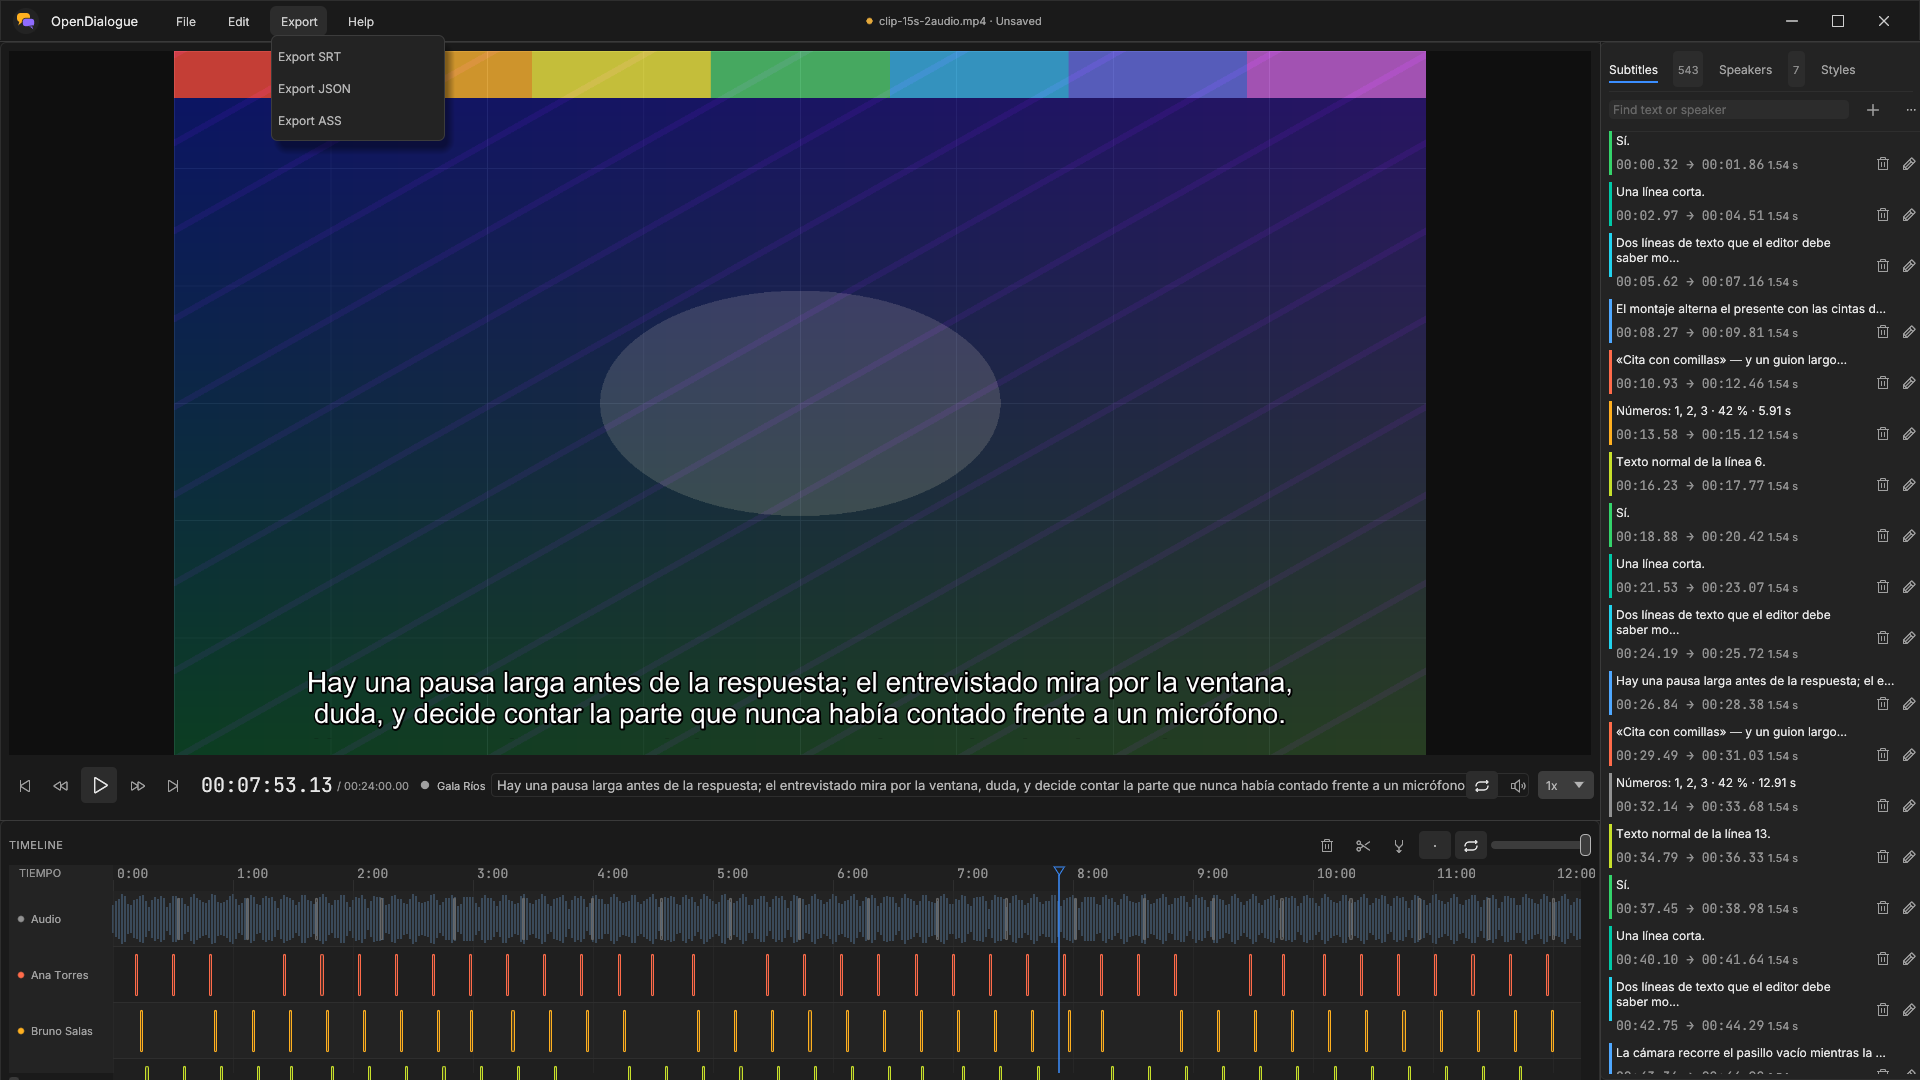 OpenDialogue
File
Edit
Export
Help
clip-15s-2audio.mp4 · Unsaved
Export SRT
Export JSON
Export ASS
Hay una pausa larga antes de la respuesta; el entrevistado mira por la ventana,
duda, y decide contar la parte que nunca había contado frente a un micrófono.
00:07:53.13 / 00:24:00.00
Gala Ríos
Hay una pausa larga antes de la respuesta; el entrevistado mira por la ventana, duda, y decide contar la parte que nunca había contado frente a un micrófono
1x
TIMELINE
TIEMPO
0:00 1:00 2:00 3:00 4:00 5:00 6:00 7:00 8:00 9:00 10:00 11:00 12:00
Audio
Ana Torres
Bruno Salas
Subtitles 543 Speakers 7 Styles
Find text or speaker
Sí.
00:00.32 → 00:01.86 1.54 s
Una línea corta.
00:02.97 → 00:04.51 1.54 s
Dos líneas de texto que el editor debe
saber mo...
00:05.62 → 00:07.16 1.54 s
El montaje alterna el presente con las cintas d...
00:08.27 → 00:09.81 1.54 s
«Cita con comillas» — y un guion largo...
00:10.93 → 00:12.46 1.54 s
Números: 1, 2, 3 · 42 % · 5.91 s
00:13.58 → 00:15.12 1.54 s
Texto normal de la línea 6.
00:16.23 → 00:17.77 1.54 s
Sí.
00:18.88 → 00:20.42 1.54 s
Una línea corta.
00:21.53 → 00:23.07 1.54 s
Dos líneas de texto que el editor debe
saber mo...
00:24.19 → 00:25.72 1.54 s
Hay una pausa larga antes de la respuesta; el e...
00:26.84 → 00:28.38 1.54 s
«Cita con comillas» — y un guion largo...
00:29.49 → 00:31.03 1.54 s
Números: 1, 2, 3 · 42 % · 12.91 s
00:32.14 → 00:33.68 1.54 s
Texto normal de la línea 13.
00:34.79 → 00:36.33 1.54 s
Sí.
00:37.45 → 00:38.98 1.54 s
Una línea corta.
00:40.10 → 00:41.64 1.54 s
Dos líneas de texto que el editor debe
saber mo...
00:42.75 → 00:44.29 1.54 s
La cámara recorre el pasillo vacío mientras la ...